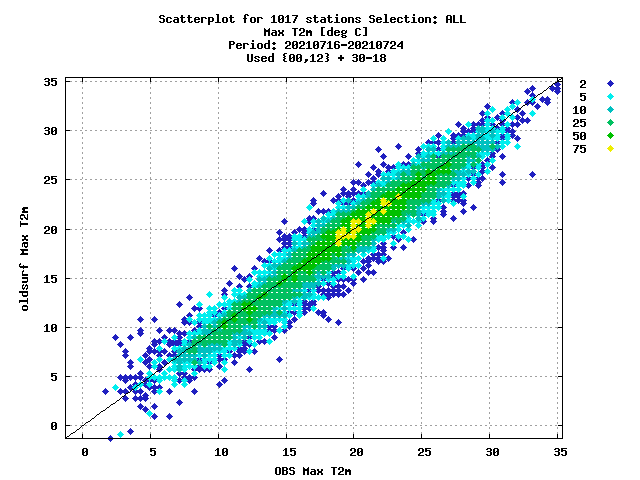 Scatterplot for 1017 stations Selection: ALL
Max T2m [deg C]
Period: 20210716-20210724
Used {00,12} + 30-18
35
30
25
20
15
10
5
0
oldsurf Max T2m
0 5 10 15 20 25 30 35
OBS Max T2m
2
5
10
25
50
75